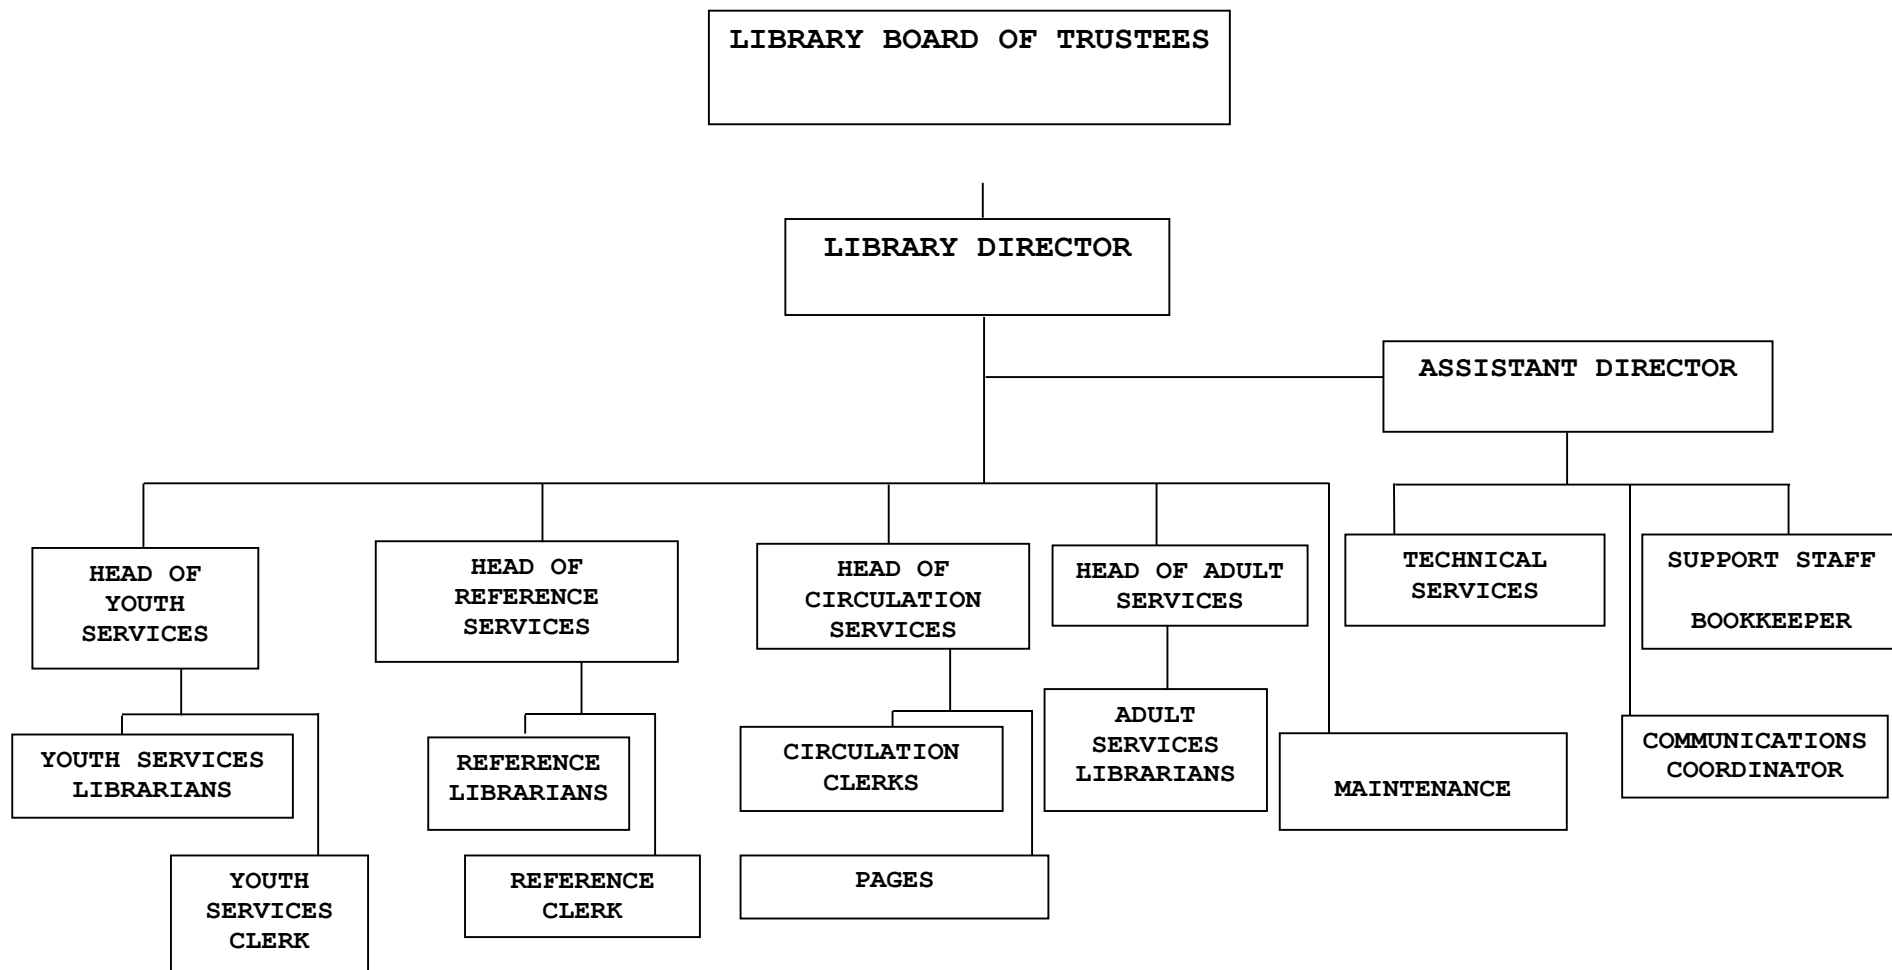 LIBRARY BOARD OF TRUSTEES
LIBRARY DIRECTOR
ASSISTANT DIRECTOR
HEAD OF
YOUTH
SERVICES
HEAD OF
REFERENCE
SERVICES
HEAD OF
CIRCULATION
SERVICES
HEAD OF ADULT
SERVICES
TECHNICAL
SERVICES
SUPPORT STAFF
BOOKKEEPER
YOUTH SERVICES
LIBRARIANS
REFERENCE
LIBRARIANS
CIRCULATION
CLERKS
ADULT
SERVICES
LIBRARIANS
MAINTENANCE
COMMUNICATIONS
COORDINATOR
YOUTH
SERVICES
CLERK
REFERENCE
CLERK
PAGES